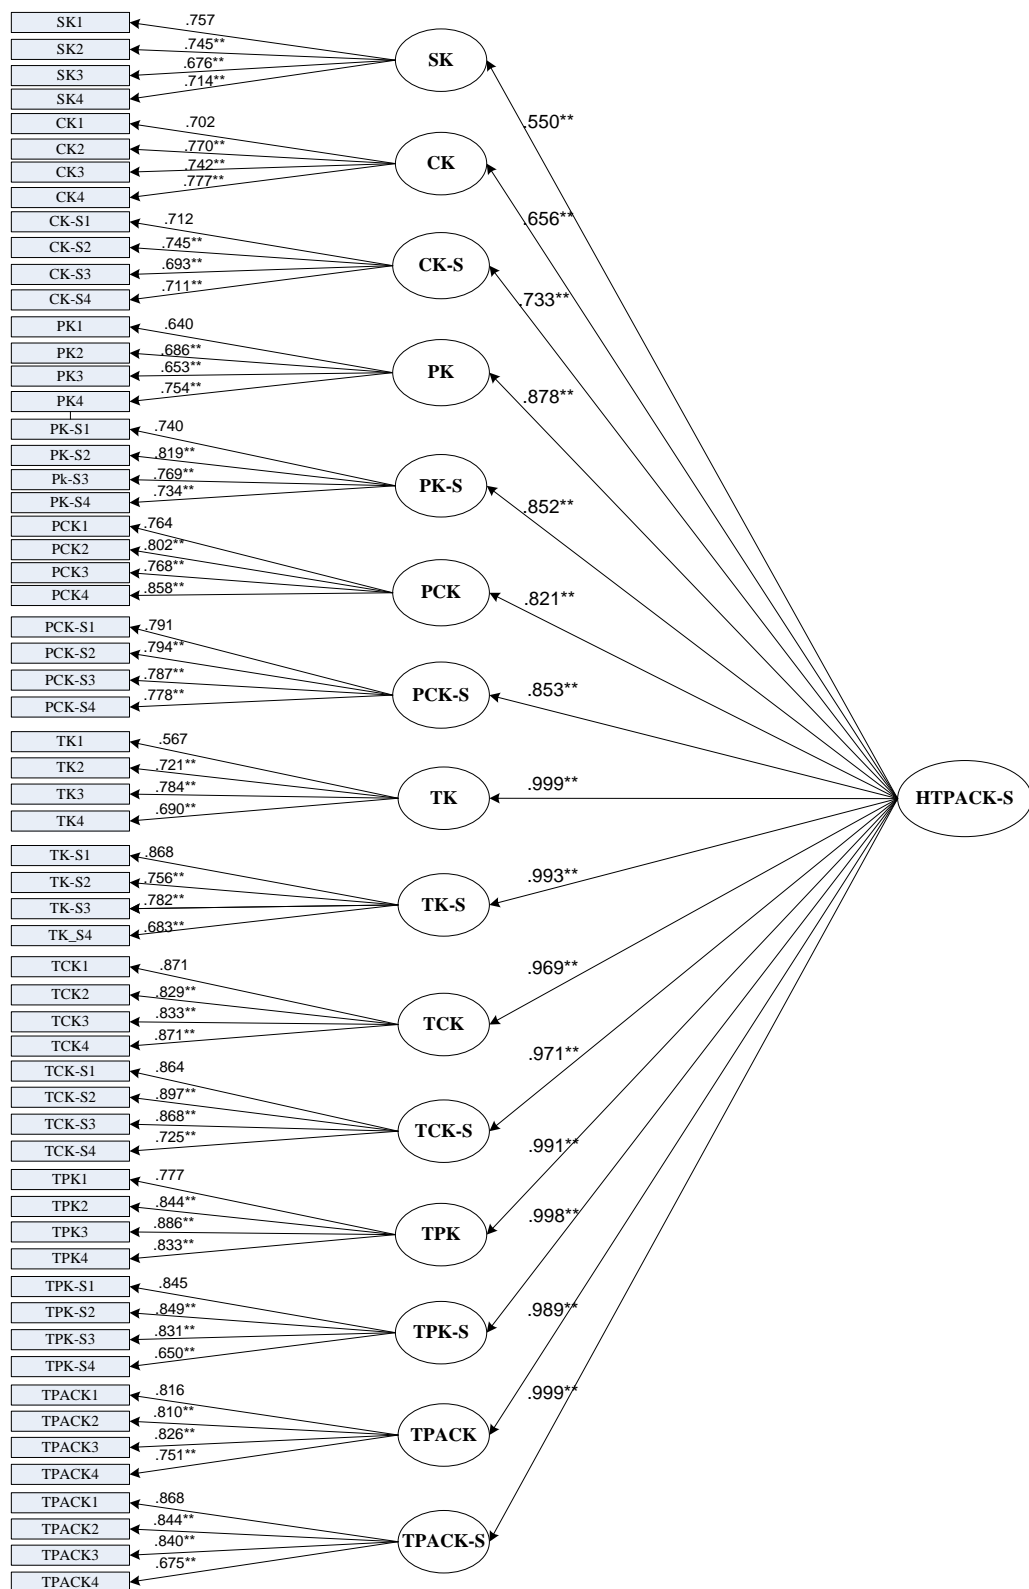 SK1 .757
SK2 .745**
SK3 .676**
SK4 .714**
SK
.550**
CK1 .702
CK2 .770**
CK3 .742**
CK4 .777**
CK
.656**
CK-S1 .712
CK-S2 .745**
CK-S3 .693**
CK-S4 .711**
CK-S
.733**
PK1 .640
PK2 .686**
PK3 .653**
PK4 .754**
PK
.878**
PK-S1 .740
PK-S2 .819**
Pk-S3 .769**
PK-S4 .734**
PK-S
.852**
PCK1 .764
PCK2 .802**
PCK3 .768**
PCK4 .858**
PCK
.821**
PCK-S1 .791
PCK-S2 .794**
PCK-S3 .787**
PCK-S4 .778**
PCK-S
.853**
TK1 .567
TK2 .721**
TK3 .784**
TK4 .690**
TK
.999**
HTPACK-S
TK-S1 .868
TK-S2 .756**
TK-S3 .782**
TK_S4 .683**
TK-S
.993**
TCK1 .871
TCK2 .829**
TCK3 .833**
TCK4 .871**
TCK
.969**
TCK-S1 .864
TCK-S2 .897**
TCK-S3 .868**
TCK-S4 .725**
TCK-S
.971**
TPK1 .777
TPK2 .844**
TPK3 .886**
TPK4 .833**
TPK
.991**
TPK-S1 .845
TPK-S2 .849**
TPK-S3 .831**
TPK-S4 .650**
TPK-S
.998**
TPACK1 .816
TPACK2 .810**
TPACK3 .826**
TPACK4 .751**
TPACK
.989**
TPACK1 .868
TPACK2 .844**
TPACK3 .840**
TPACK4 .675**
TPACK-S
.999**